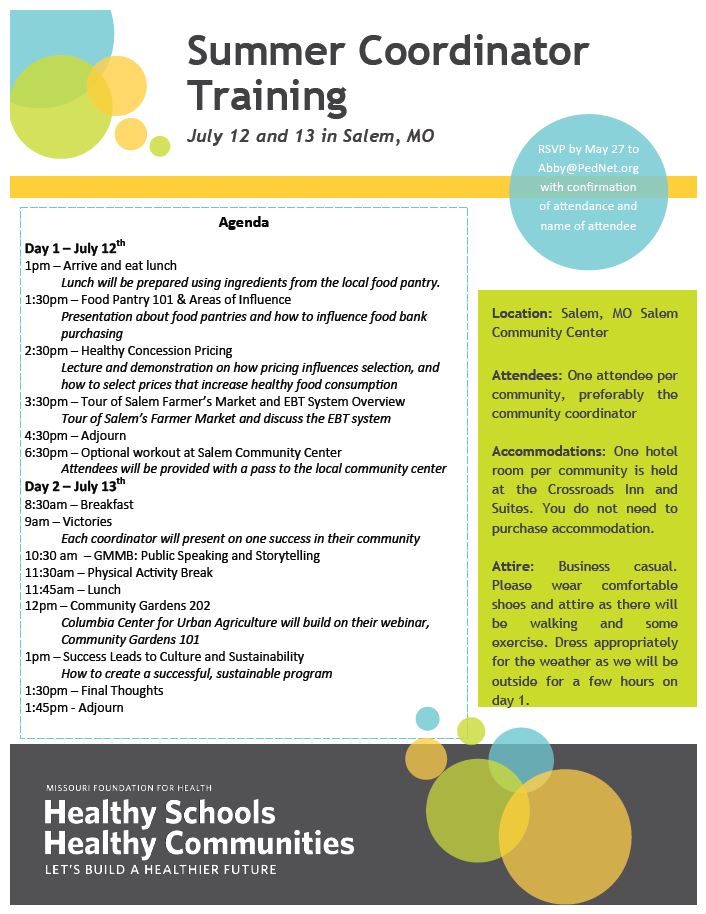 Summer Coordinator
Training
July 12 and 13 in Salem, MO
RSVP by May 27 to
Abby@PedNet.org
with confirmation
of attendance and
name of attendee
Agenda
Day 1 – July 12th
1pm – Arrive and eat lunch
Lunch will be prepared using ingredients from the local food pantry.
1:30pm – Food Pantry 101 & Areas of Influence
Presentation about food pantries and how to influence food bank
purchasing
2:30pm – Healthy Concession Pricing
Lecture and demonstration on how pricing influences selection, and
how to select prices that increase healthy food consumption
3:30pm – Tour of Salem Farmer's Market and EBT System Overview
Tour of Salem's Farmer Market and discuss the EBT system
4:30pm – Adjourn
6:30pm – Optional workout at Salem Community Center
Attendees will be provided with a pass to the local community center
Day 2 – July 13th
8:30am – Breakfast
9am – Victories
Each coordinator will present on one success in their community
10:30 am – GMMB: Public Speaking and Storytelling
11:30am – Physical Activity Break
11:45am – Lunch
12pm – Community Gardens 202
Columbia Center for Urban Agriculture will build on their webinar,
Community Gardens 101
1pm – Success Leads to Culture and Sustainability
How to create a successful, sustainable program
1:30pm – Final Thoughts
1:45pm - Adjourn
Location: Salem, MO Salem
Community Center
Attendees: One attendee per
community, preferably the
community coordinator
Accommodations: One hotel
room per community is held
at the Crossroads Inn and
Suites. You do not need to
purchase accommodation.
Attire: Business casual.
Please wear comfortable
shoes and attire as there will
be walking and some
exercise. Dress appropriately
for the weather as we will be
outside for a few hours on
day 1.
MISSOURI FOUNDATION FOR HEALTH
Healthy Schools
Healthy Communities
LET'S BUILD A HEALTHIER FUTURE